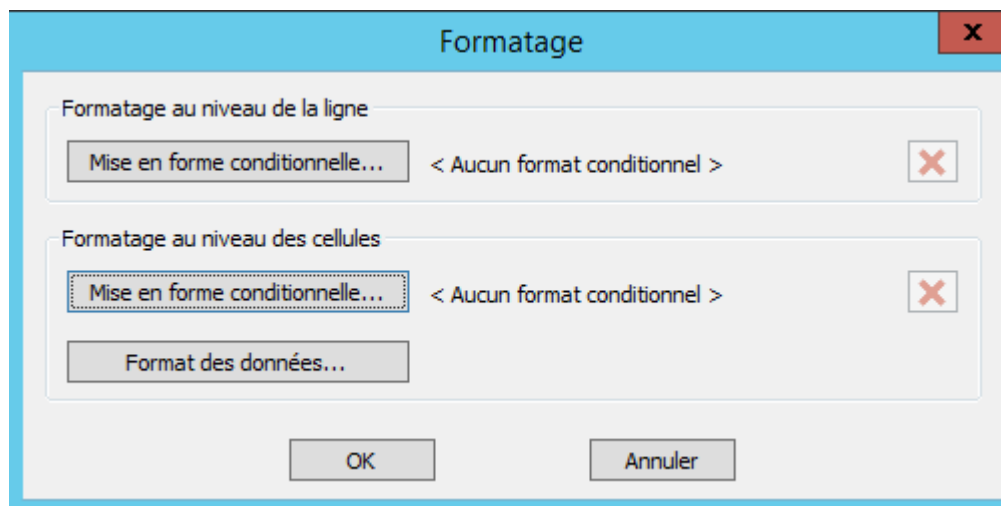 Formatage
x
Formatage au niveau de la ligne
Mise en forme conditionnelle... < Aucun format conditionnel >
Formatage au niveau des cellules
Mise en forme conditionnelle... < Aucun format conditionnel >
Format des données...
OK Annuler